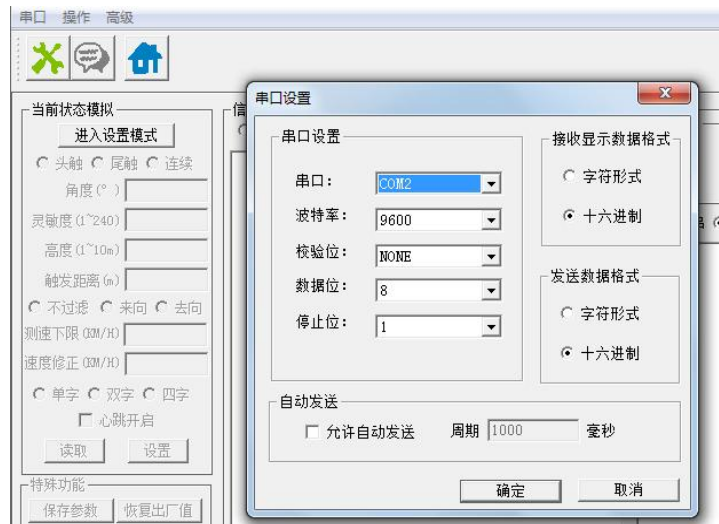 串口 操作 高级
当前状态模拟
进入设置模式
头触 尾触 连续
角度(°)
灵敏度(1~240)
高度(1~10m)
触发距离(m)
不过滤 来向 去向
测速下限(KM/H)
速度修正(KM/H)
单字 双字 四字
心跳开启
读取 设置
特殊功能
保存参数 恢复出厂值
信
串口设置
串口设置
串口: COM2
波特率: 9600
校验位: NONE
数据位: 8
停止位: 1
接收显示数据格式
字符形式
十六进制
发送数据格式
字符形式
十六进制
自动发送
允许自动发送 周期 1000 毫秒
确定 取消